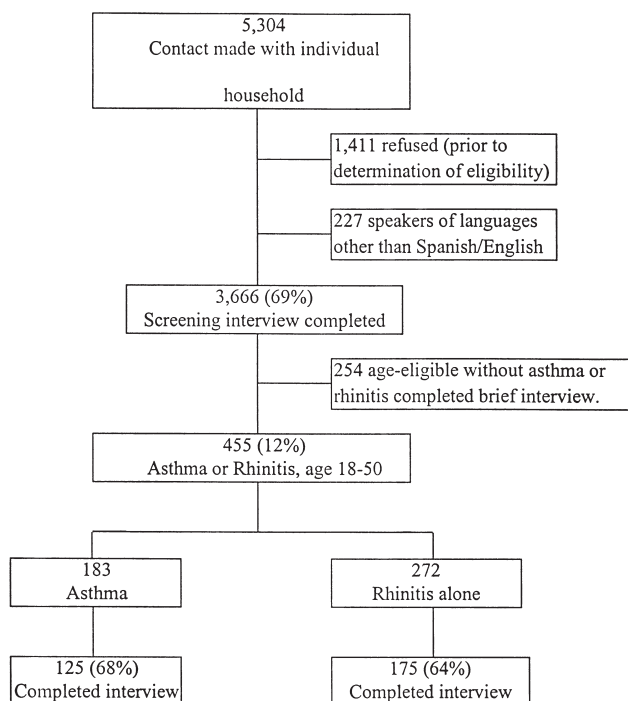 5,304
Contact made with individual
household
1,411 refused (prior to
determination of eligibility)
227 speakers of languages
other than Spanish/English
3,666 (69%)
Screening interview completed
254 age-eligible without asthma or
rhinitis completed brief interview.
455 (12%)
Asthma or Rhinitis, age 18-50
183
Asthma
272
Rhinitis alone
125 (68%)
Completed interview
175 (64%)
Completed interview